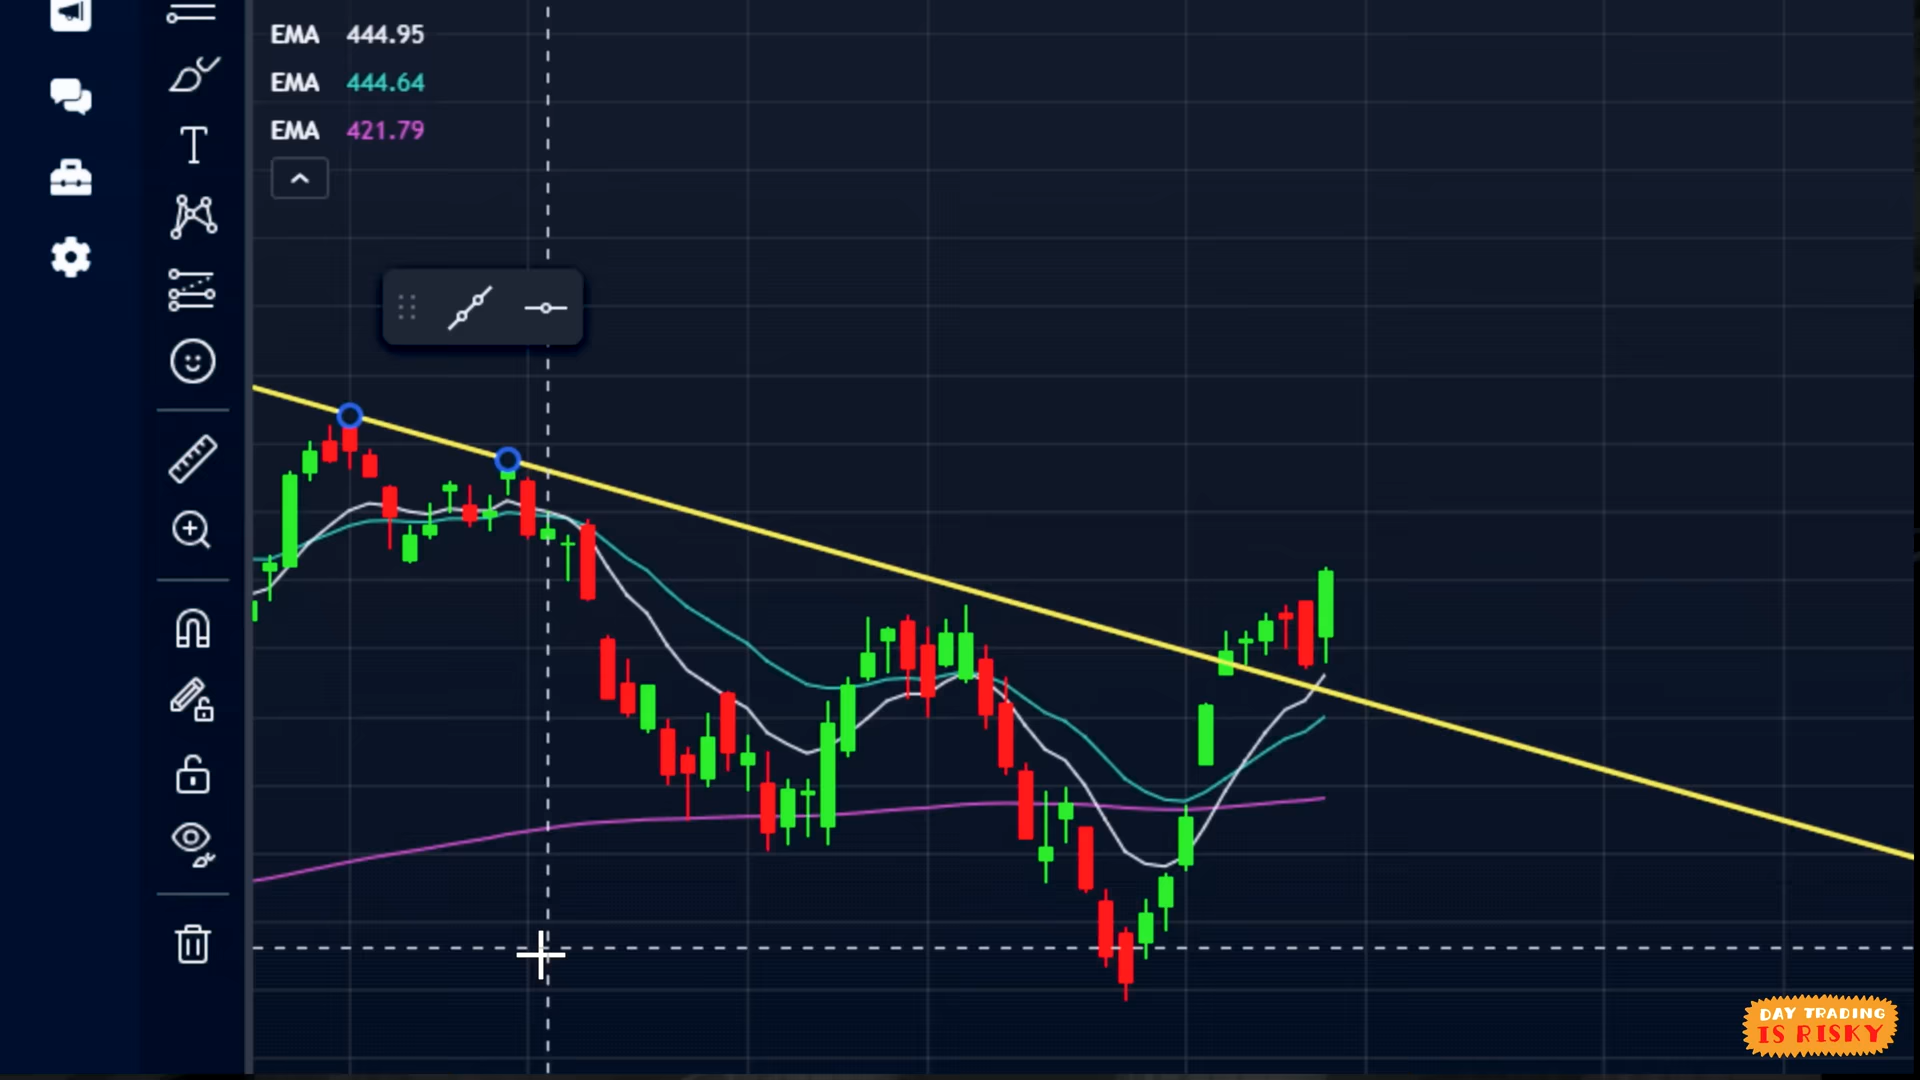 EMA 444.95
EMA 444.64
EMA 421.79
DAY TRADING
IS RISKY